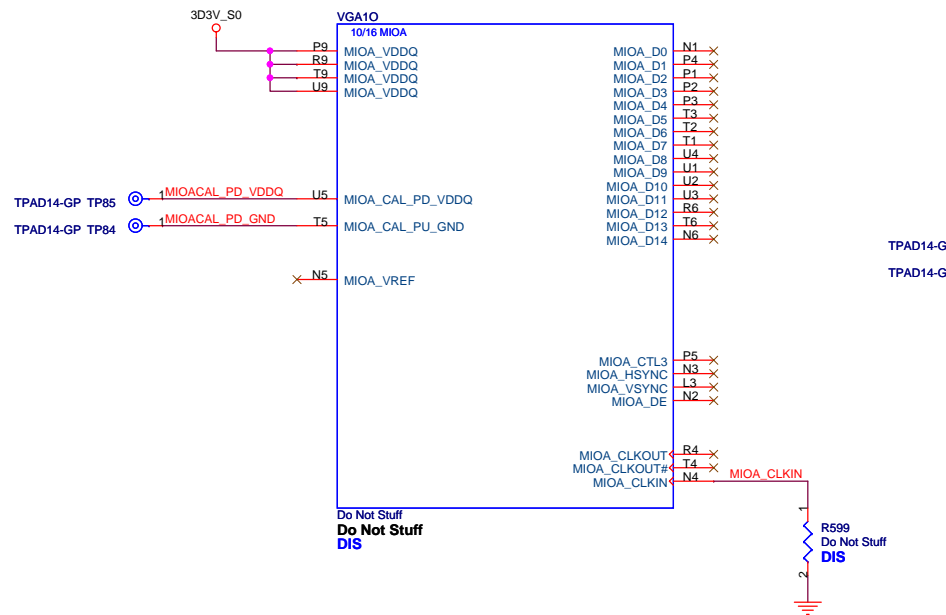 3D3V_S0
VGA1O
10/16 MIOA
P9 MIOA_VDDQ
R9 MIOA_VDDQ
T9 MIOA_VDDQ
U9 MIOA_VDDQ
MIOA_D0 N1
MIOA_D1 P4
MIOA_D2 P1
MIOA_D3 P2
MIOA_D4 P3
MIOA_D5 T3
MIOA_D6 T2
MIOA_D7 T1
MIOA_D8 U4
MIOA_D9 U1
MIOA_D10 U2
MIOA_D11 U3
MIOA_D12 R6
MIOA_D13 T6
MIOA_D14 N6
TPAD14-GP TP85 1 MIOACAL_PD_VDDQ U5 MIOA_CAL_PD_VDDQ
TPAD14-GP TP84 1 MIOACAL_PD_GND T5 MIOA_CAL_PU_GND
TPAD14-G
TPAD14-G
N5 MIOA_VREF
MIOA_CTL3 P5
MIOA_HSYNC N3
MIOA_VSYNC L3
MIOA_DE N2
MIOA_CLKOUT R4
MIOA_CLKOUT# T4
MIOA_CLKIN N4 MIOA_CLKIN
Do Not Stuff
Do Not Stuff
DIS
1
R599
Do Not Stuff
DIS
2